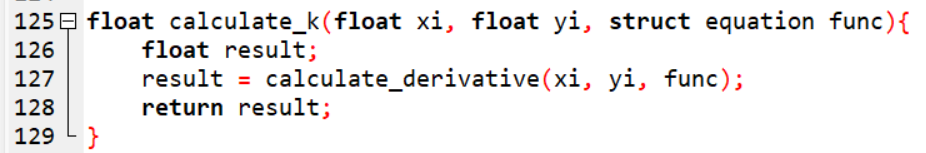 125 float calculate_k(float xi, float yi, struct equation func){
126     float result;
127     result = calculate_derivative(xi, yi, func);
128     return result;
129 }